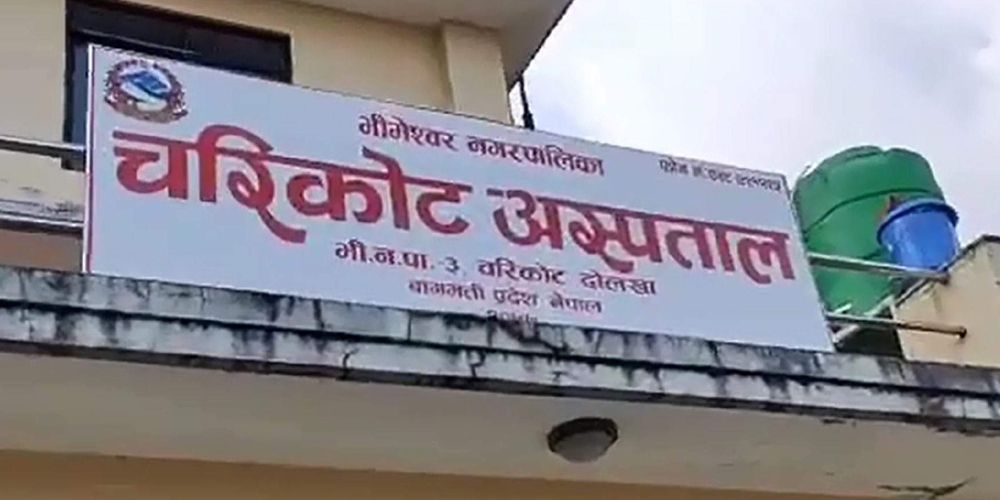 भीमेश्वर नगरपालिका
फोन नं.
चरिकोट अस्पताल
भी.न.पा.-३, चरिकोट दोलखा
बागमती प्रदेश नेपाल